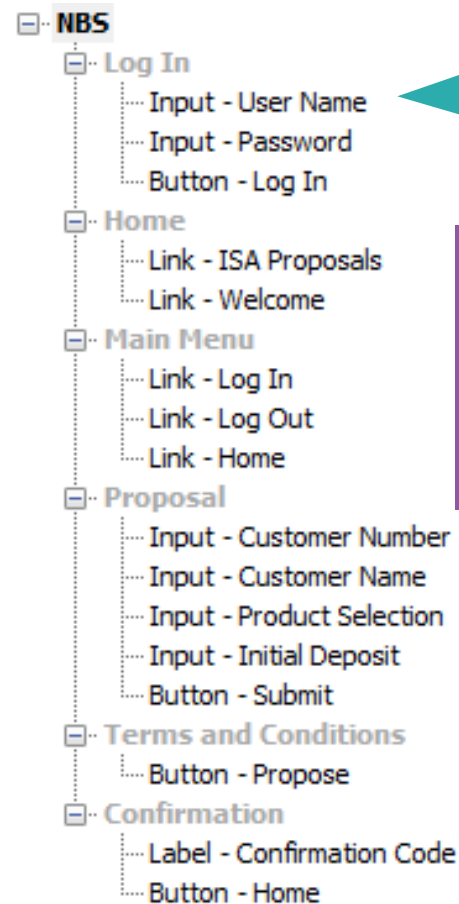 NBS
Log In
Input - User Name
Input - Password
Button - Log In
Home
Link - ISA Proposals
Link - Welcome
Main Menu
Link - Log In
Link - Log Out
Link - Home
Proposal
Input - Customer Number
Input - Customer Name
Input - Product Selection
Input - Initial Deposit
Button - Submit
Terms and Conditions
Button - Propose
Confirmation
Label - Confirmation Code
Button - Home